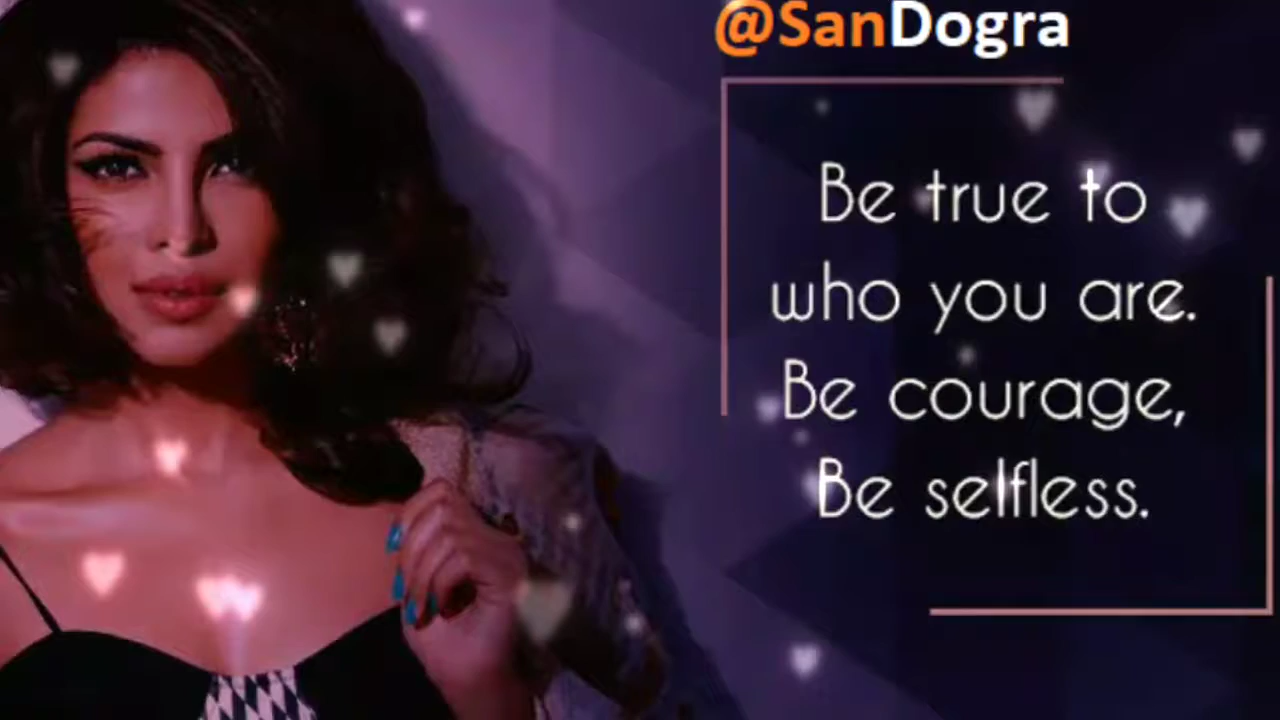 @SanDogra
Be true to
who you are.
Be courage,
Be selfless.